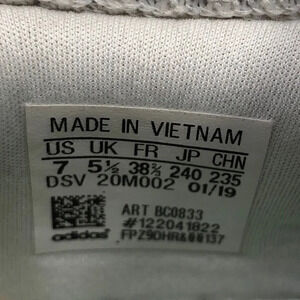 MADE IN VIETNAM
US UK FR JP CHN
7 5½ 38⅔ 240 235
DSV 20M002 01/19
ART BC0833
#122041822
adidas FPZ9DHR&00137